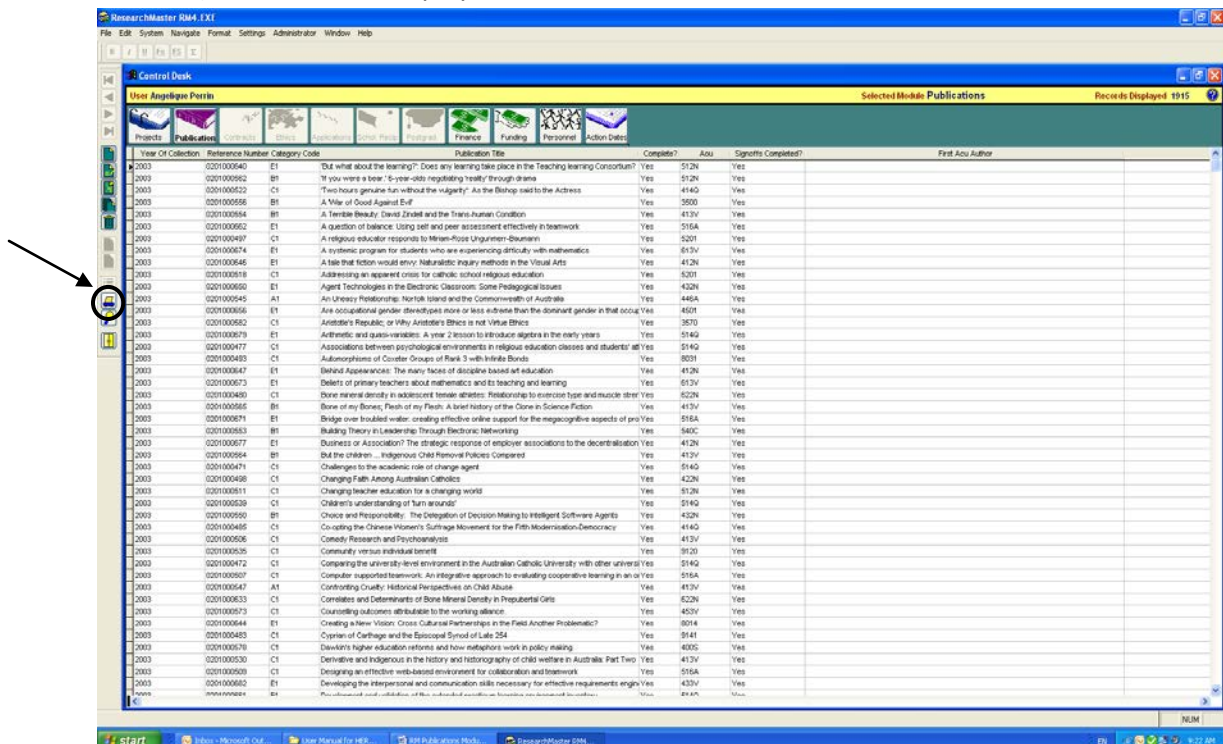 ResearchMaster RM4.EXE
File Edit System Navigate Format Settings Administrator Window Help
Control Desk
User Angelique Perrin Selected Module Publications Records Displayed 1915
Projects Publication Contracts Ethics Applications Postgrad Finance Funding Personnel Action Dates
Year Of Collection Reference Number Category Code Publication Title Complete? Aou Signoffs Completed? First Acu Author
2003 0201000640 E1 'But what about the learning?': Does any learning take place in the Teaching learning Consortium? Yes 512N Yes
2003 0201000562 B1 'If you were a bear.' 6-year-olds negotiating 'reality' through drama Yes 512N Yes
2003 0201000522 C1 'Two hours genuine fun without the vulgarity': As the Bishop said to the Actress Yes 414Q Yes
2003 0201000556 B1 A 'War of Good Against Evil' Yes 3500 Yes
2003 0201000554 B1 A Terrible Beauty: David Zindell and the Trans-human Condition Yes 413V Yes
2003 0201000662 E1 A question of balance: Using self and peer assessment effectively in teamwork Yes 516A Yes
2003 0201000497 C1 A religious educator responds to Miriam-Rose Ungunmerr-Baumann Yes 5201 Yes
2003 0201000674 E1 A systemic program for students who are experiencing difficulty with mathematics Yes 613V Yes
2003 0201000646 E1 A tale that fiction would envy: Naturalistic inquiry methods in the Visual Arts Yes 412N Yes
2003 0201000518 C1 Addressing an apparent crisis for catholic school religious education Yes 5201 Yes
2003 0201000650 E1 Agent Technologies in the Electronic Classroom: Some Pedagogical Issues Yes 432N Yes
2003 0201000545 A1 An Uneasy Relationship: Norfolk Island and the Commonwealth of Australia Yes 446A Yes
2003 0201000656 E1 Are occupational gender stereotypes more or less extreme than the dominant gender in that occup Yes 4501 Yes
2003 0201000582 C1 Aristotle's Republic, or Why Aristotle's Ethics is not Virtue Ethics Yes 3570 Yes
2003 0201000679 E1 Arithmetic and quasi-variables: A year 2 lesson to introduce algebra in the early years Yes 514Q Yes
2003 0201000477 C1 Associations between psychological environments in religious education classes and students' att Yes 514Q Yes
2003 0201000493 C1 Automorphisms of Coxeter Groups of Rank 3 with Infinite Bonds Yes 8031 Yes
2003 0201000647 E1 Behind Appearances: The many faces of discipline based art education Yes 412N Yes
2003 0201000673 E1 Beliefs of primary teachers about mathematics and its teaching and learning Yes 613V Yes
2003 0201000480 C1 Bone mineral density in adolescent female athletes: Relationship to exercise type and muscle stren Yes 622N Yes
2003 0201000565 B1 Bone of my Bones; Flesh of my Flesh: A brief history of the Clone in Science Fiction Yes 413V Yes
2003 0201000671 E1 Bridge over troubled water: creating effective online support for the megacognitive aspects of pro Yes 516A Yes
2003 0201000553 B1 Building Theory in Leadership Through Electronic Networking Yes 540C Yes
2003 0201000677 E1 Business or Association? The strategic response of employer associations to the decentralisation Yes 412N Yes
2003 0201000564 B1 But the children ... Indigenous Child Removal Policies Compared Yes 413V Yes
2003 0201000471 C1 Challenges to the academic role of change agent Yes 514Q Yes
2003 0201000498 C1 Changing Faith Among Australian Catholics Yes 422N Yes
2003 0201000511 C1 Changing teacher education for a changing world Yes 512N Yes
2003 0201000539 C1 Children's understanding of 'turn arounds' Yes 514Q Yes
2003 0201000550 B1 Choice and Responsibility: The Delegation of Decision Making to Intelligent Software Agents Yes 432N Yes
2003 0201000485 C1 Co-opting the Chinese Women's Suffrage Movement for the Fifth Modernisation-Democracy Yes 414Q Yes
2003 0201000506 C1 Comedy Research and Psychoanalysis Yes 413V Yes
2003 0201000535 C1 Community versus individual benefit Yes 9120 Yes
2003 0201000472 C1 Comparing the university-level environment in the Australian Catholic University with other universi Yes 514Q Yes
2003 0201000507 C1 Computer supported teamwork: An integrative approach to evaluating cooperative learning in an o Yes 516A Yes
2003 0201000547 A1 Confronting Cruelty: Historical Perspectives on Child Abuse Yes 413V Yes
2003 0201000633 C1 Correlates and Determinants of Bone Mineral Density in Prepubertal Girls Yes 622N Yes
2003 0201000573 C1 Counselling outcomes attributable to the working alliance. Yes 453V Yes
2003 0201000644 E1 Creating a New Vision: Cross Cultural Partnerships in the Field Another Problematic? Yes 8014 Yes
2003 0201000483 C1 Cyprian of Carthage and the Episcopal Synod of Late 254 Yes 9141 Yes
2003 0201000578 C1 Dawkin's higher education reforms and how metaphors work in policy making Yes 400S Yes
2003 0201000530 C1 Derivative and Indigenous in the history and historiography of child welfare in Australia: Part Two Yes 413V Yes
2003 0201000509 C1 Designing an effective web-based environment for collaboration and teamwork Yes 516A Yes
2003 0201000682 E1 Developing the interpersonal and communication skills necessary for effective requirements engin Yes 433V Yes
NUM
start Inbox - Microsoft Out... User Manual for HER... RM Publications Modu... ResearchMaster RM4... EN 9:22 AM